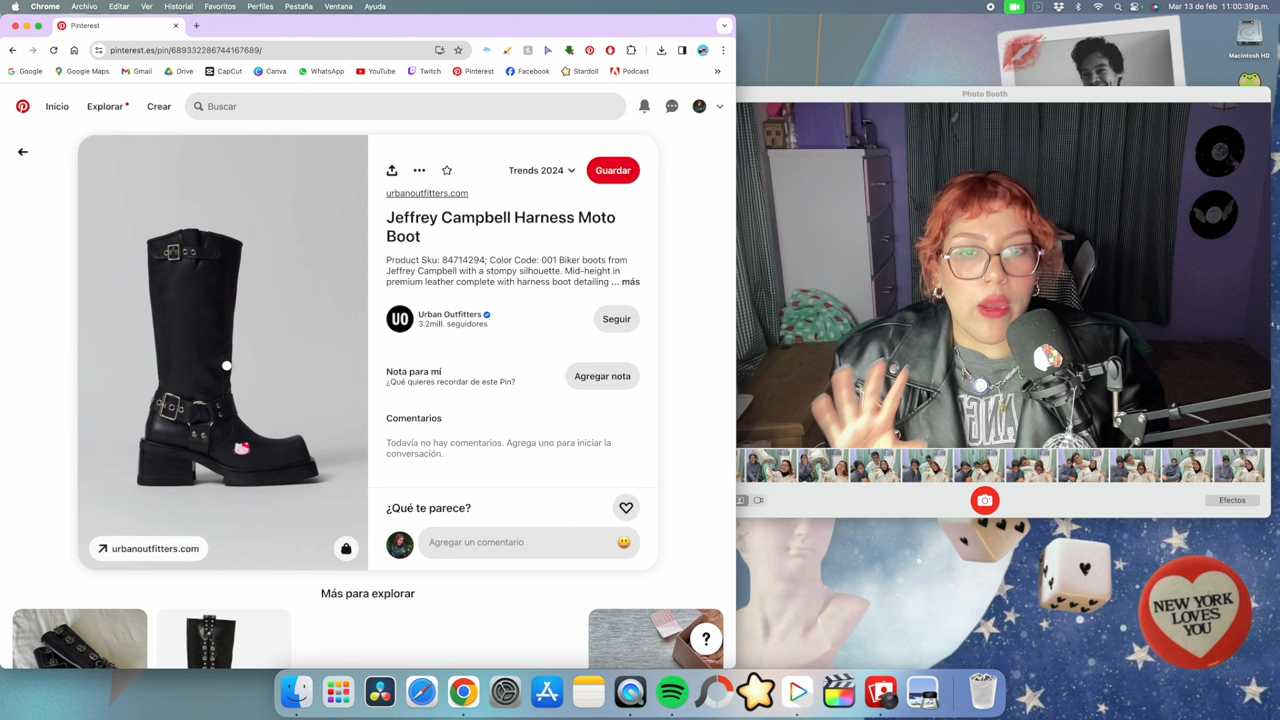 Chrome Archivo Editar Ver Historial Favoritos Perfiles Pestaña Ventana Ayuda
Mar 13 de feb 11:00:39p.m.
Pinterest
pinterest.es/pin/689332286744167689/
Google Google Maps Gmail Drive CapCut Canva WhatsApp YouTube Twitch Pinterest Facebook Stardoll Podcast
Macintosh HD
Photo Booth
Inicio Explorar Crear Buscar
Trends 2024 Guardar
urbanoutfitters.com
Jeffrey Campbell Harness Moto
Boot
Product Sku: 84714294; Color Code: 001 Biker boots from
Jeffrey Campbell with a stompy silhouette. Mid-height in
premium leather complete with harness boot detailing ... más
UO
Urban Outfitters
3.2mill. seguidores
Seguir
Nota para mí
¿Qué quieres recordar de este Pin?
Agregar nota
Comentarios
Todavía no hay comentarios. Agrega uno para iniciar la
conversación.
¿Qué te parece?
Agregar un comentario
urbanoutfitters.com
Más para explorar
?
Efectos
NEW YORK
LOVES
YOU